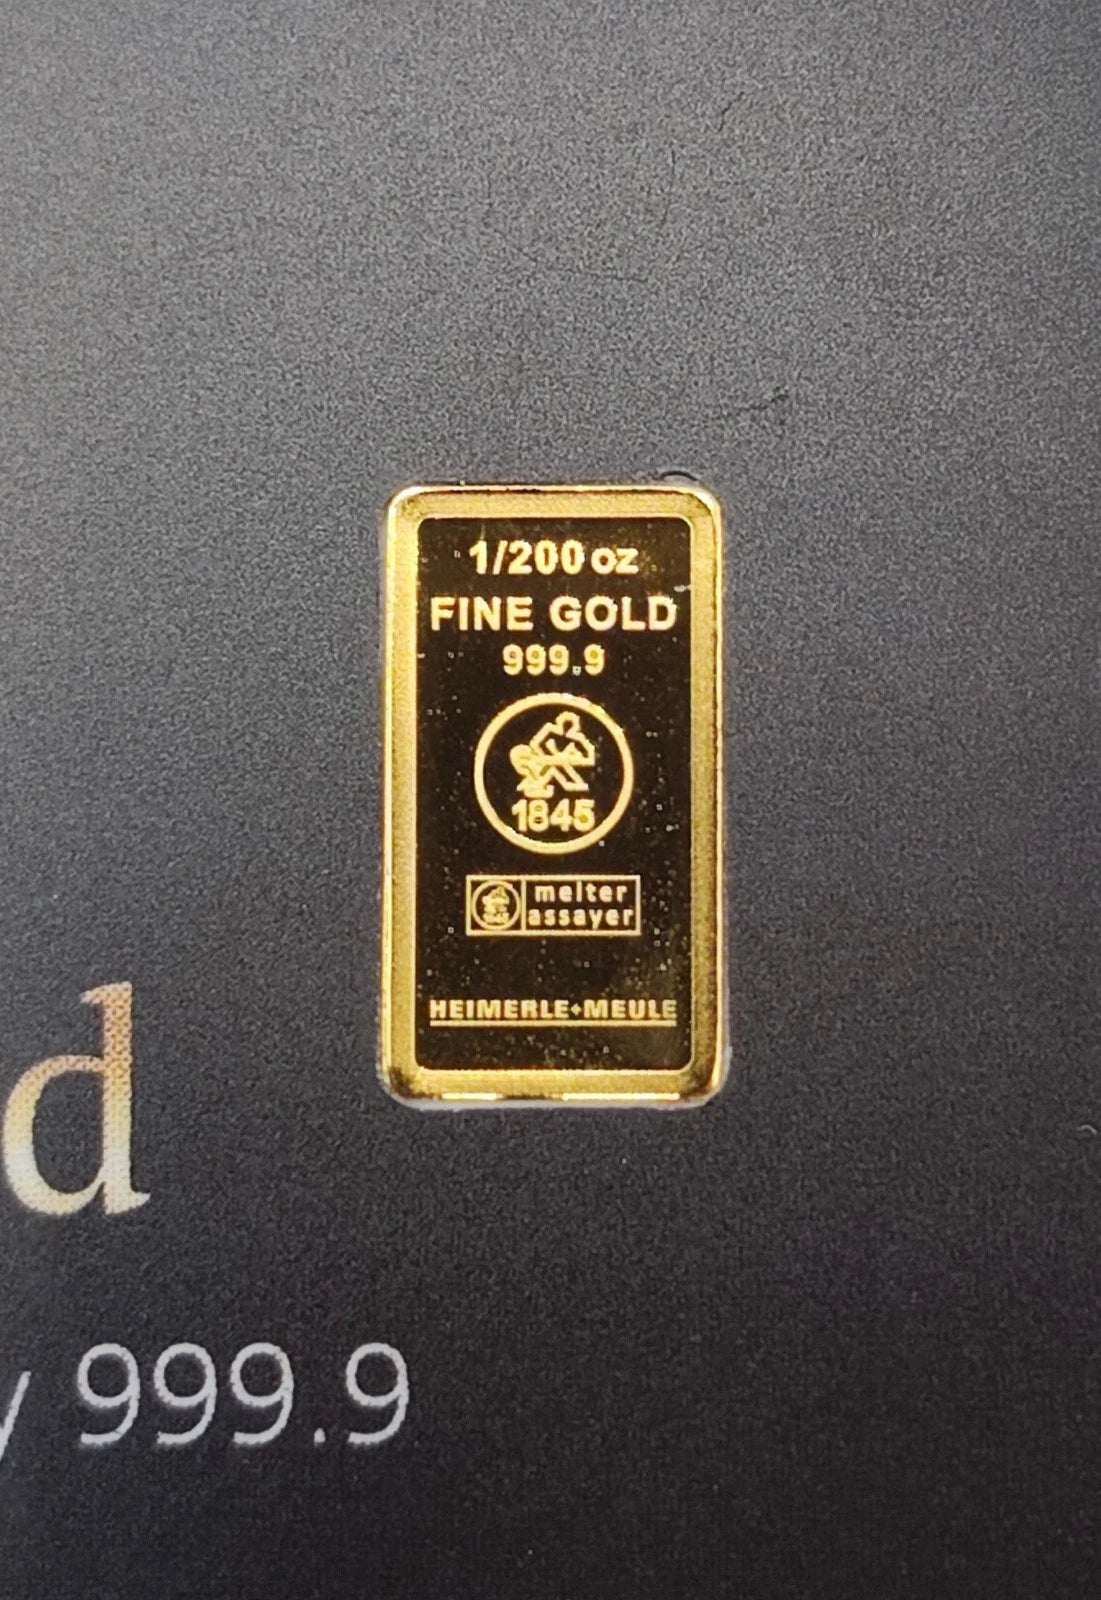 1/200 oz
FINE GOLD
999.9
1845
melter
assayer
HEIMERLE+MEULE
d
y 999.9